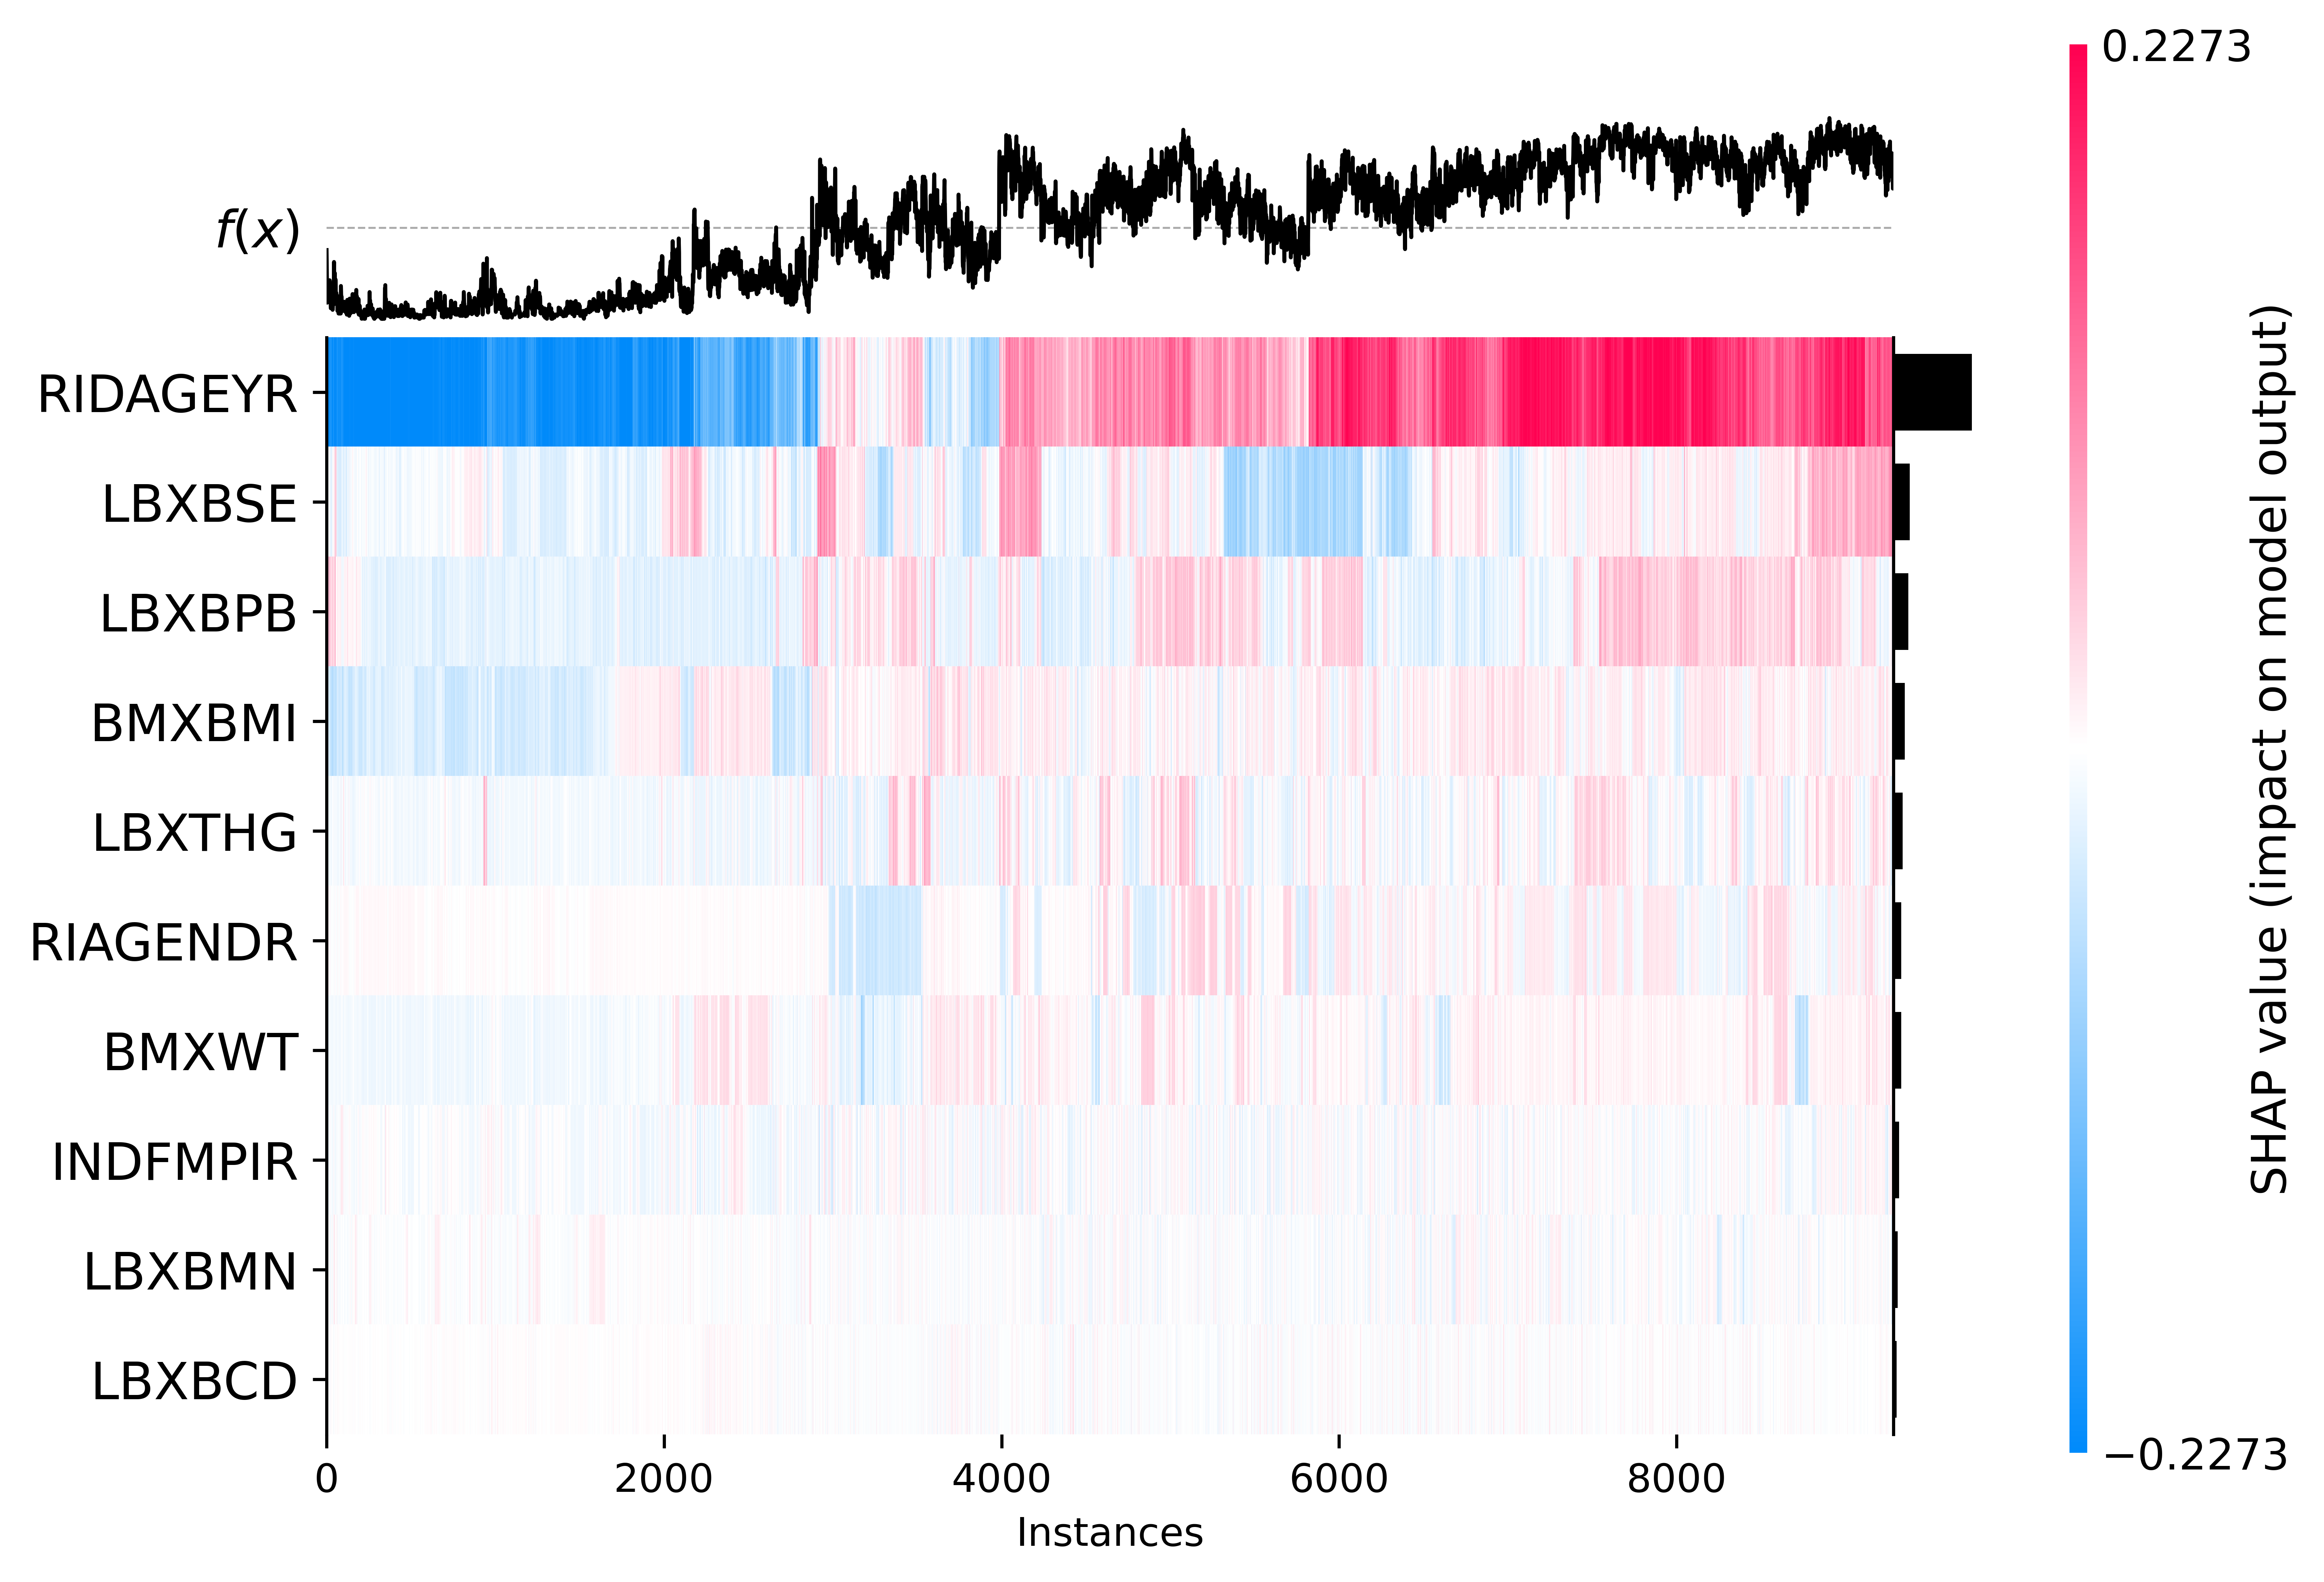 0.2273
f(x)
RIDAGEYR
LBXBSE
LBXBPB
BMXBMI
LBXTHG
RIAGENDR
BMXWT
INDFMPIR
LBXBMN
LBXBCD
0 2000 4000 6000 8000
Instances
−0.2273
SHAP value (impact on model output)